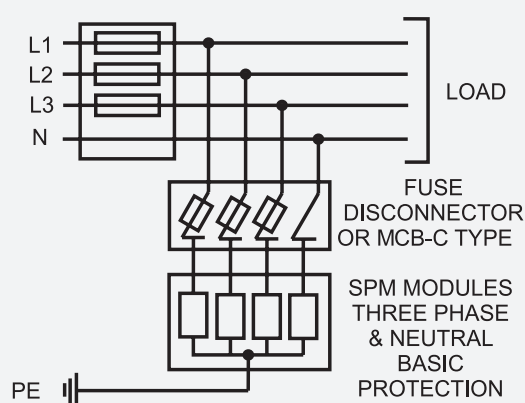 L1
L2
L3
N
LOAD
FUSE
DISCONNECTOR
OR MCB-C TYPE
SPM MODULES
THREE PHASE
& NEUTRAL
BASIC
PROTECTION
PE